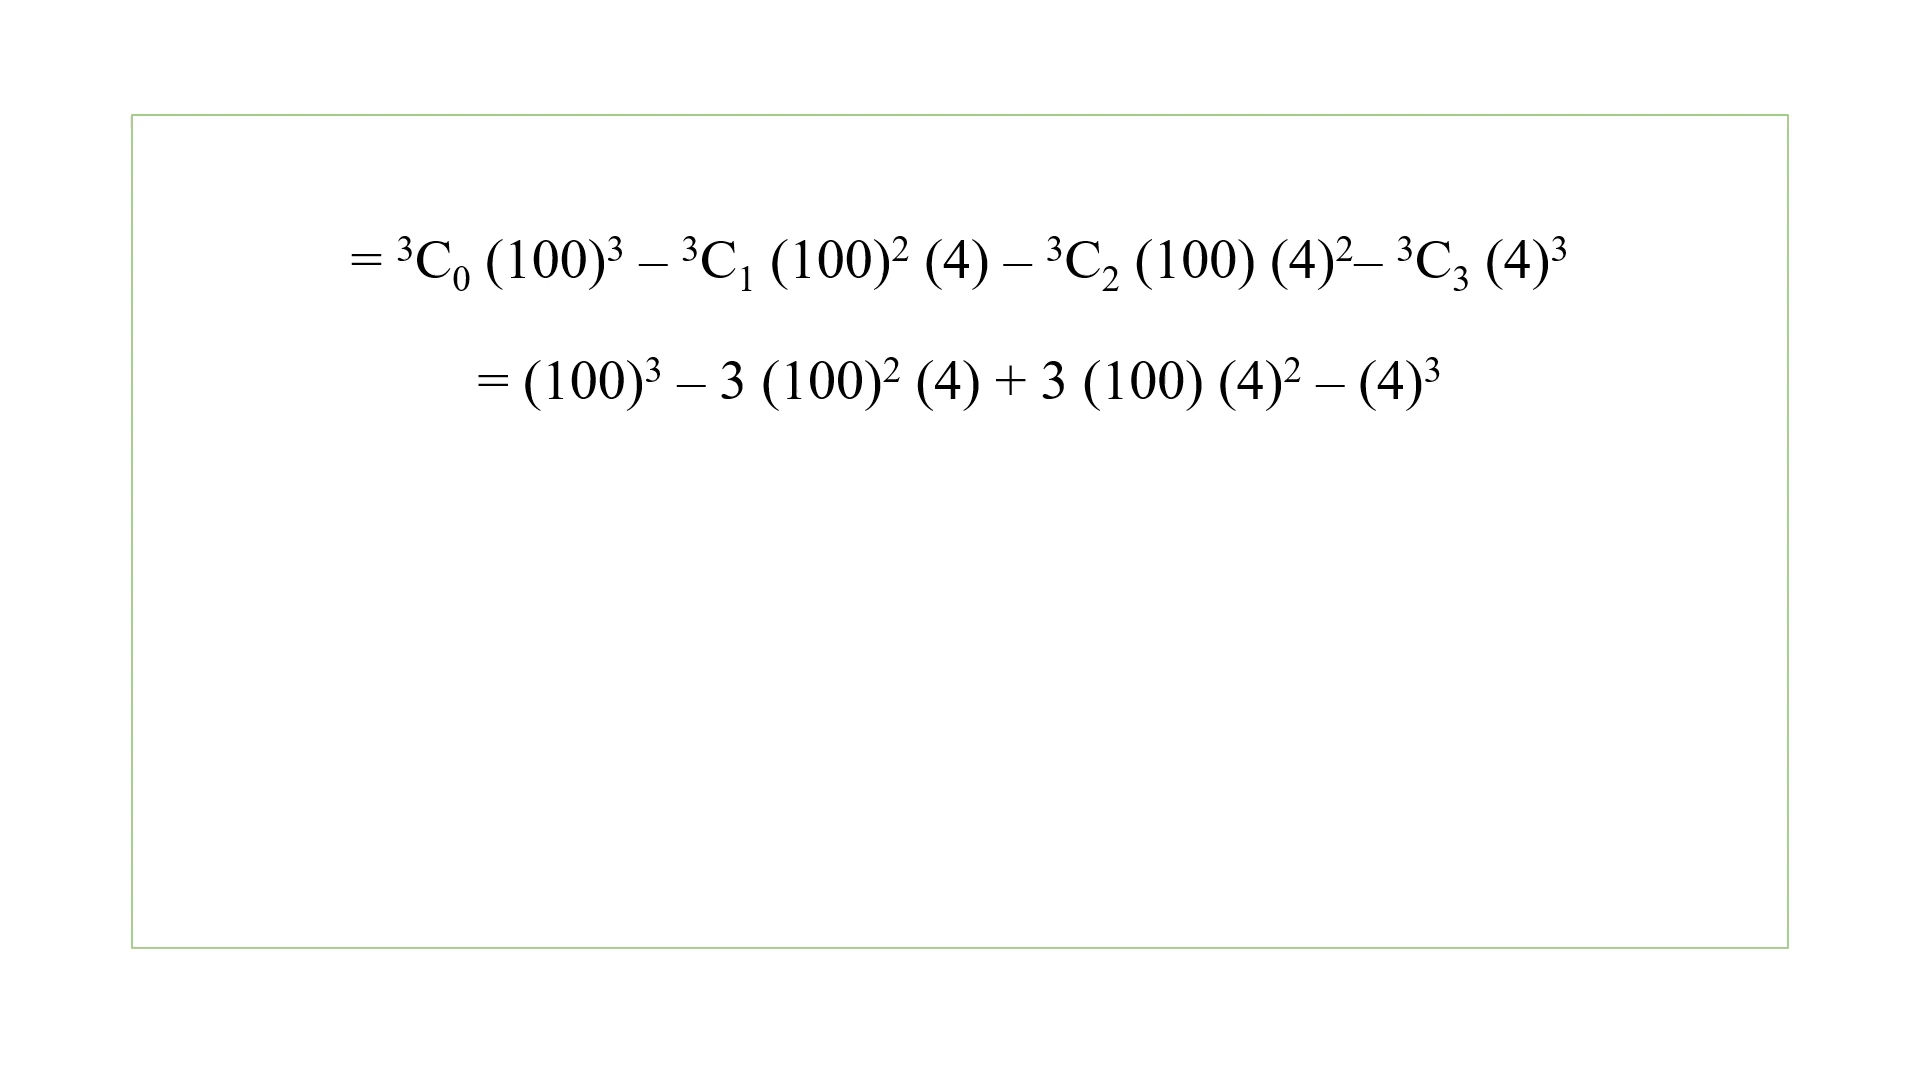 = ³C₀ (100)³ – ³C₁ (100)² (4) – ³C₂ (100) (4)²– ³C₃ (4)³
= (100)³ – 3 (100)² (4) + 3 (100) (4)² – (4)³